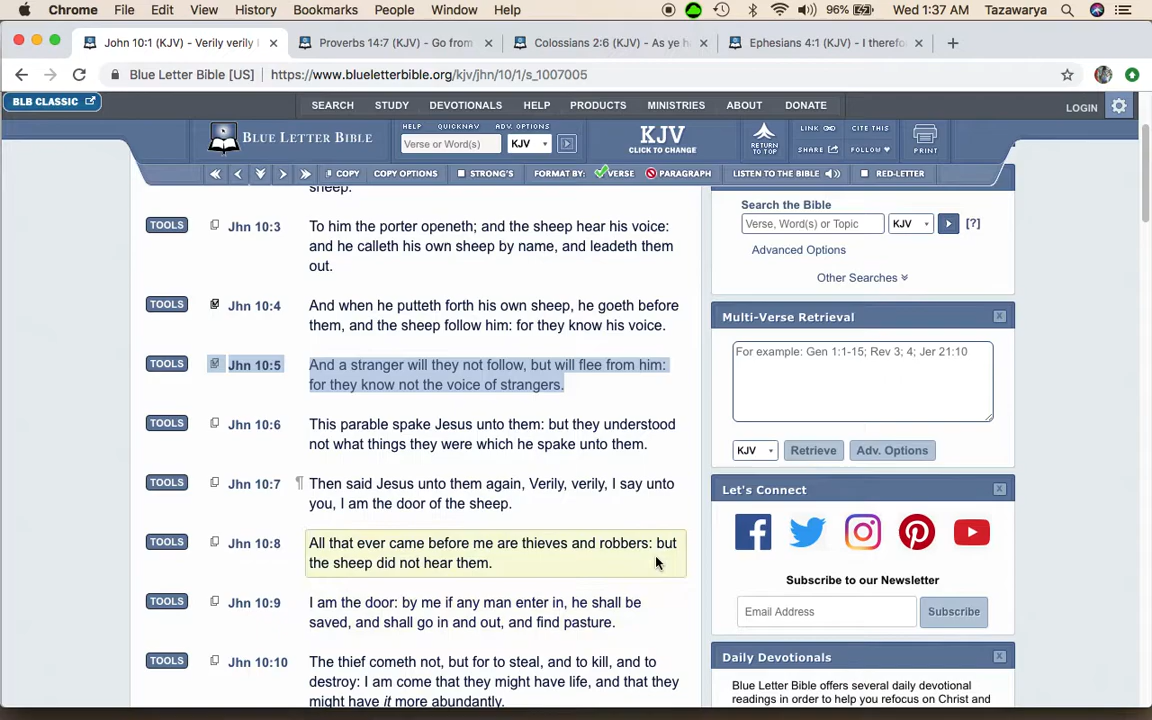 Chrome File Edit View History Bookmarks People Window Help 96% Wed 1:37 AM Tazawarya
John 10:1 (KJV) - Verily verily I
Proverbs 14:7 (KJV) - Go from
Colossians 2:6 (KJV) - As ye h
Ephesians 4:1 (KJV) - I therefo
Blue Letter Bible [US] https://www.blueletterbible.org/kjv/jhn/10/1/s_1007005
BLB CLASSIC
SEARCH STUDY DEVOTIONALS HELP PRODUCTS MINISTRIES ABOUT DONATE LOGIN
BLUE LETTER BIBLE
HELP QUICKNAV ADV. OPTIONS
Verse or Word(s) KJV
KJV
CLICK TO CHANGE
RETURN
TO TOP
LINK CITE THIS
SHARE FOLLOW
PRINT
COPY COPY OPTIONS STRONG'S FORMAT BY: VERSE PARAGRAPH LISTEN TO THE BIBLE RED-LETTER
sheep.
TOOLS Jhn 10:3 To him the porter openeth; and the sheep hear his voice:
and he calleth his own sheep by name, and leadeth them
out.
TOOLS Jhn 10:4 And when he putteth forth his own sheep, he goeth before
them, and the sheep follow him: for they know his voice.
TOOLS Jhn 10:5 And a stranger will they not follow, but will flee from him:
for they know not the voice of strangers.
TOOLS Jhn 10:6 This parable spake Jesus unto them: but they understood
not what things they were which he spake unto them.
TOOLS Jhn 10:7 ¶ Then said Jesus unto them again, Verily, verily, I say unto
you, I am the door of the sheep.
TOOLS Jhn 10:8 All that ever came before me are thieves and robbers: but
the sheep did not hear them.
TOOLS Jhn 10:9 I am the door: by me if any man enter in, he shall be
saved, and shall go in and out, and find pasture.
TOOLS Jhn 10:10 The thief cometh not, but for to steal, and to kill, and to
destroy: I am come that they might have life, and that they
might have it more abundantly.
Search the Bible
Verse, Word(s) or Topic KJV [?]
Advanced Options
Other Searches
Multi-Verse Retrieval
For example: Gen 1:1-15; Rev 3; 4; Jer 21:10
KJV Retrieve Adv. Options
Let's Connect
Subscribe to our Newsletter
Email Address Subscribe
Daily Devotionals
Blue Letter Bible offers several daily devotional
readings in order to help you refocus on Christ and